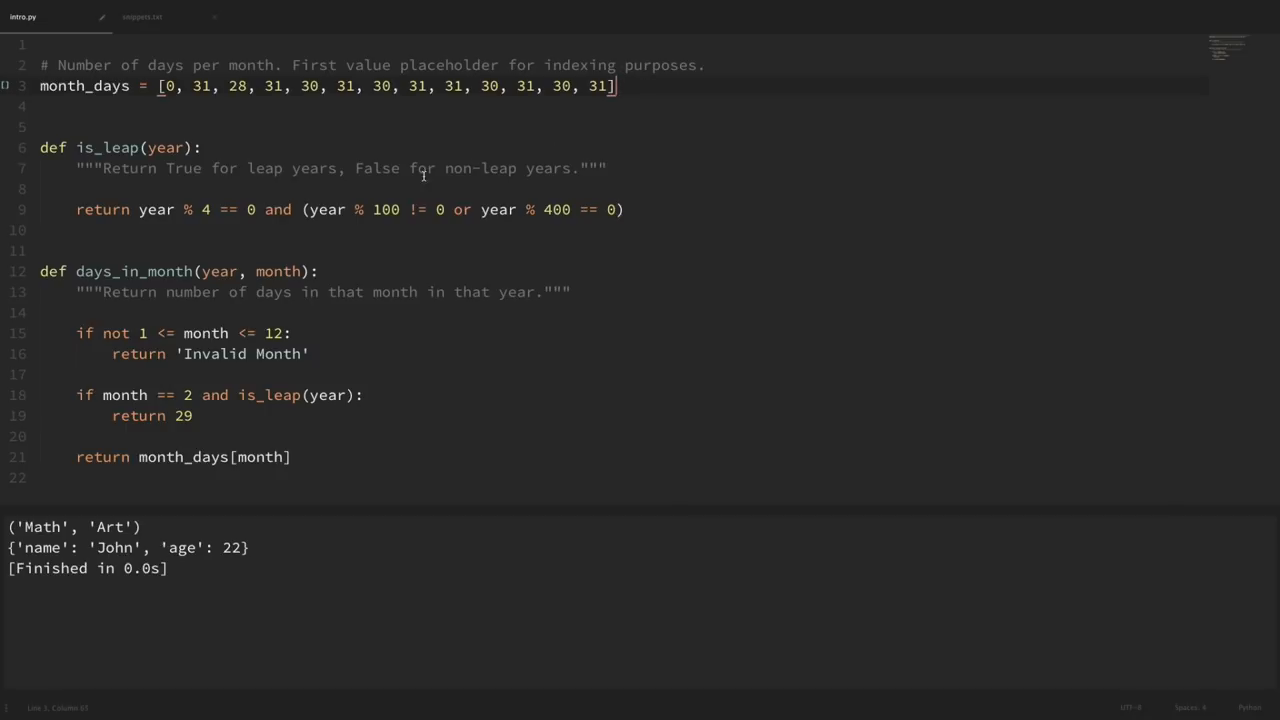 intro.py snippets.txt
1
2 # Number of days per month. First value placeholder for indexing purposes.
3 month_days = [0, 31, 28, 31, 30, 31, 30, 31, 31, 30, 31, 30, 31]
4
5
6 def is_leap(year):
7 """Return True for leap years, False for non-leap years."""
8
9 return year % 4 == 0 and (year % 100 != 0 or year % 400 == 0)
10
11
12 def days_in_month(year, month):
13 """Return number of days in that month in that year."""
14
15 if not 1 <= month <= 12:
16 return 'Invalid Month'
17
18 if month == 2 and is_leap(year):
19 return 29
20
21 return month_days[month]
22
('Math', 'Art')
{'name': 'John', 'age': 22}
[Finished in 0.0s]
Line 3, Column 65 UTF-8 Spaces: 4 Python